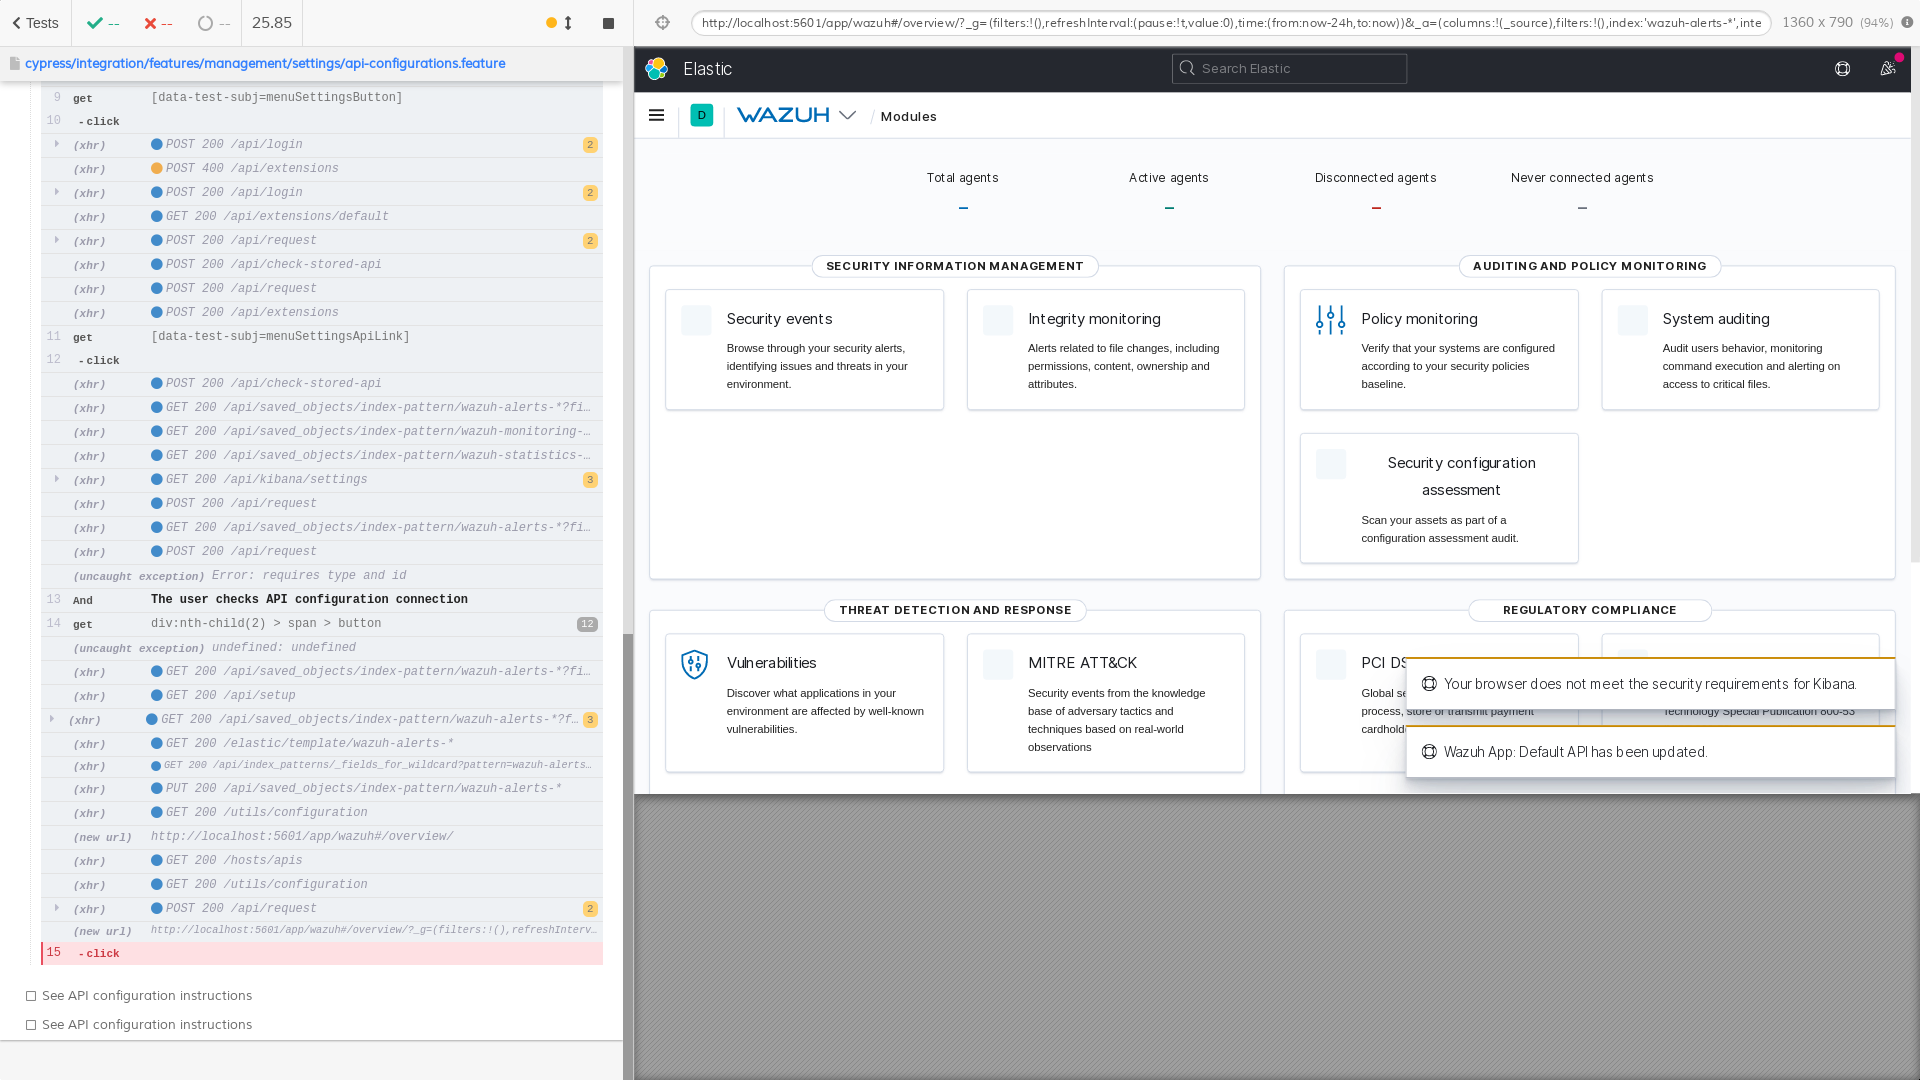 Tests
--
--
--
25.85
http://localhost:5601/app/wazuh#/overview/?_g=(filters:!(),refreshInterval:(pause:!t,value:0),time:(from:now-24h,to:now))&_a=(columns:!(_source),filters:!(),index:'wazuh-alerts-*',inte
1360 x 790 (94%)
cypress/integration/features/management/settings/api-configurations.feature
9 get [data-test-subj=menuSettingsButton]
10 -click
(xhr) POST 200 /api/login 2
(xhr) POST 400 /api/extensions
(xhr) POST 200 /api/login 2
(xhr) GET 200 /api/extensions/default
(xhr) POST 200 /api/request 2
(xhr) POST 200 /api/check-stored-api
(xhr) POST 200 /api/request
(xhr) POST 200 /api/extensions
11 get [data-test-subj=menuSettingsApiLink]
12 -click
(xhr) POST 200 /api/check-stored-api
(xhr) GET 200 /api/saved_objects/index-pattern/wazuh-alerts-*?fi…
(xhr) GET 200 /api/saved_objects/index-pattern/wazuh-monitoring-…
(xhr) GET 200 /api/saved_objects/index-pattern/wazuh-statistics-…
(xhr) GET 200 /api/kibana/settings 3
(xhr) POST 200 /api/request
(xhr) GET 200 /api/saved_objects/index-pattern/wazuh-alerts-*?fi…
(xhr) POST 200 /api/request
(uncaught exception) Error: requires type and id
13 And The user checks API configuration connection
14 get div:nth-child(2) > span > button 12
(uncaught exception) undefined: undefined
(xhr) GET 200 /api/saved_objects/index-pattern/wazuh-alerts-*?fi…
(xhr) GET 200 /api/setup
(xhr) GET 200 /api/saved_objects/index-pattern/wazuh-alerts-*?f… 3
(xhr) GET 200 /elastic/template/wazuh-alerts-*
(xhr) GET 200 /api/index_patterns/_fields_for_wildcard?pattern=wazuh-alerts…
(xhr) PUT 200 /api/saved_objects/index-pattern/wazuh-alerts-*
(xhr) GET 200 /utils/configuration
(new url) http://localhost:5601/app/wazuh#/overview/
(xhr) GET 200 /hosts/apis
(xhr) GET 200 /utils/configuration
(xhr) POST 200 /api/request 2
(new url) http://localhost:5601/app/wazuh#/overview/?_g=(filters:!(),refreshInterv…
15 -click
See API configuration instructions
See API configuration instructions
Elastic
Search Elastic
D
WAZUH
/ Modules
Total agents
Active agents
Disconnected agents
Never connected agents
–
–
–
–
SECURITY INFORMATION MANAGEMENT
Security events
Browse through your security alerts,
identifying issues and threats in your
environment.
Integrity monitoring
Alerts related to file changes, including
permissions, content, ownership and
attributes.
AUDITING AND POLICY MONITORING
Policy monitoring
Verify that your systems are configured
according to your security policies
baseline.
System auditing
Audit users behavior, monitoring
command execution and alerting on
access to critical files.
Security configuration
assessment
Scan your assets as part of a
configuration assessment audit.
THREAT DETECTION AND RESPONSE
Vulnerabilities
Discover what applications in your
environment are affected by well-known
vulnerabilities.
MITRE ATT&CK
Security events from the knowledge
base of adversary tactics and
techniques based on real-world
observations
REGULATORY COMPLIANCE
PCI DS
Global se
process, store or transmit payment
cardholde
Technology Special Publication 800-53
Your browser does not meet the security requirements for Kibana.
Wazuh App: Default API has been updated.